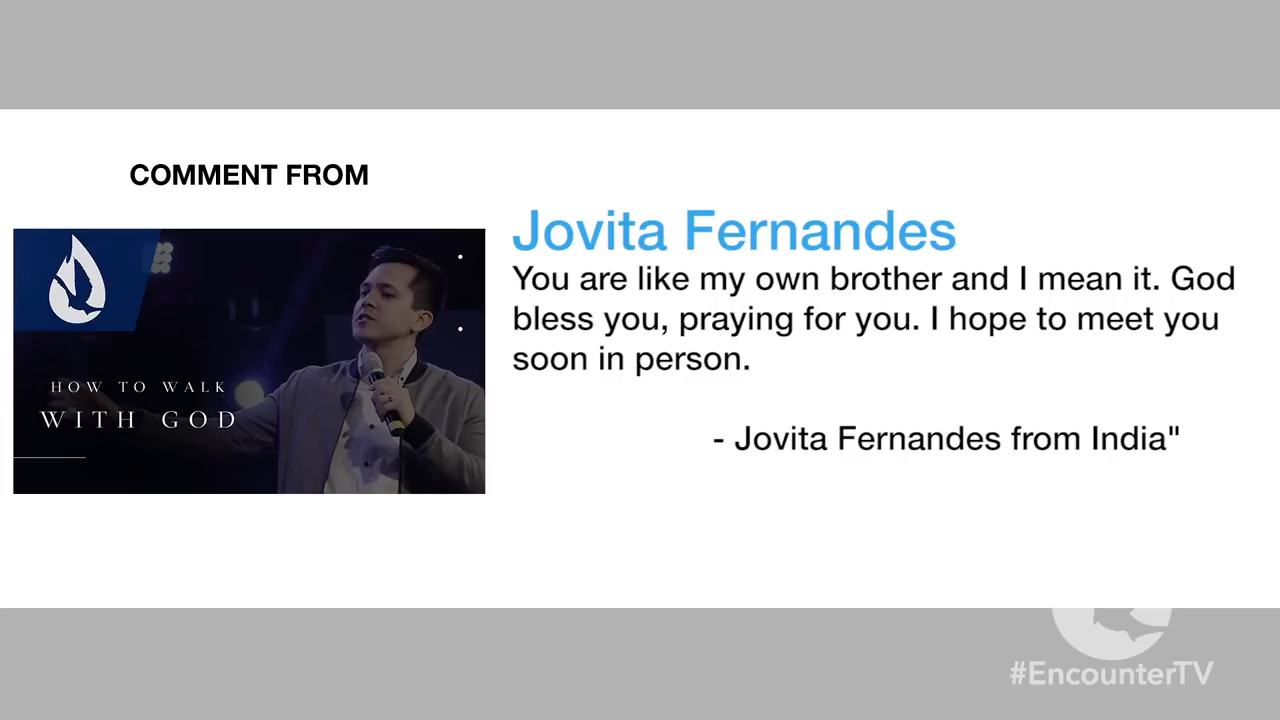 COMMENT FROM
HOW TO WALK
WITH GOD
Jovita Fernandes
You are like my own brother and I mean it. God
bless you, praying for you. I hope to meet you
soon in person.
- Jovita Fernandes from India"
#EncounterTV